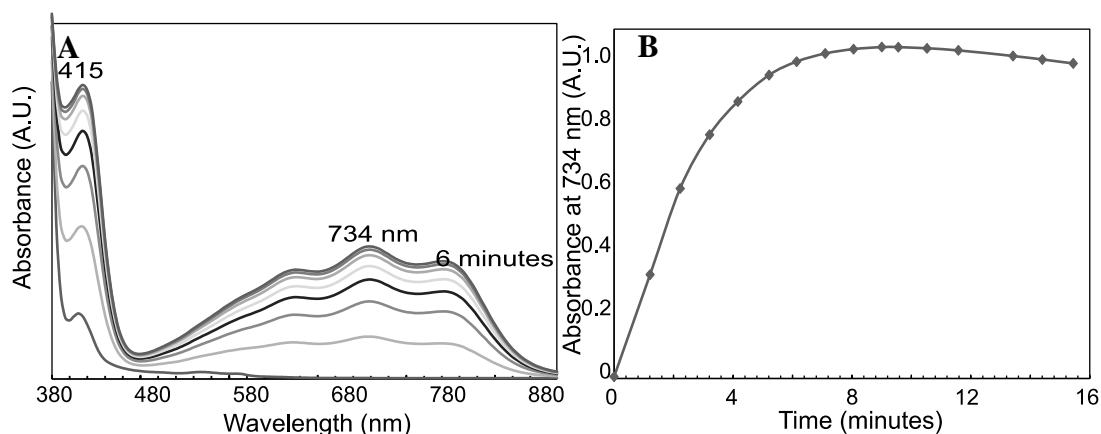 A
415
734 nm
6 minutes
Absorbance (A.U.)
380 480 580 680 780 880
Wavelength (nm)
B
Absorbance at 734 nm (A.U.)
1.0
0.8
0.6
0.4
0.2
0
0 4 8 12 16
Time (minutes)